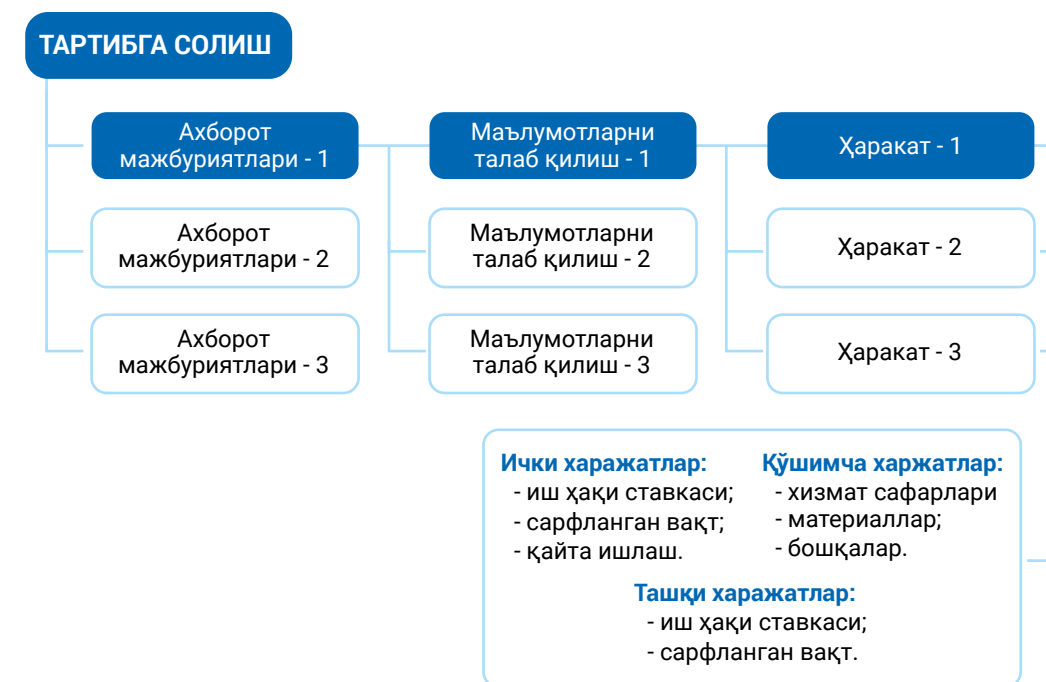 ТАРТИБГА СОЛИШ
Ахборот
мажбуриятлари - 1
Маълумотларни
талаб қилиш - 1
Ҳаракат - 1
Ахборот
мажбуриятлари - 2
Маълумотларни
талаб қилиш - 2
Ҳаракат - 2
Ахборот
мажбуриятлари - 3
Маълумотларни
талаб қилиш - 3
Ҳаракат - 3
Ички харажатлар:
- иш ҳақи ставкаси;
- сарфланган вақт;
- қайта ишлаш.
Қўшимча харжатлар:
- хизмат сафарлари
- материаллар;
- бошқалар.
Ташқи харажатлар:
- иш ҳақи ставкаси;
- сарфланган вақт.